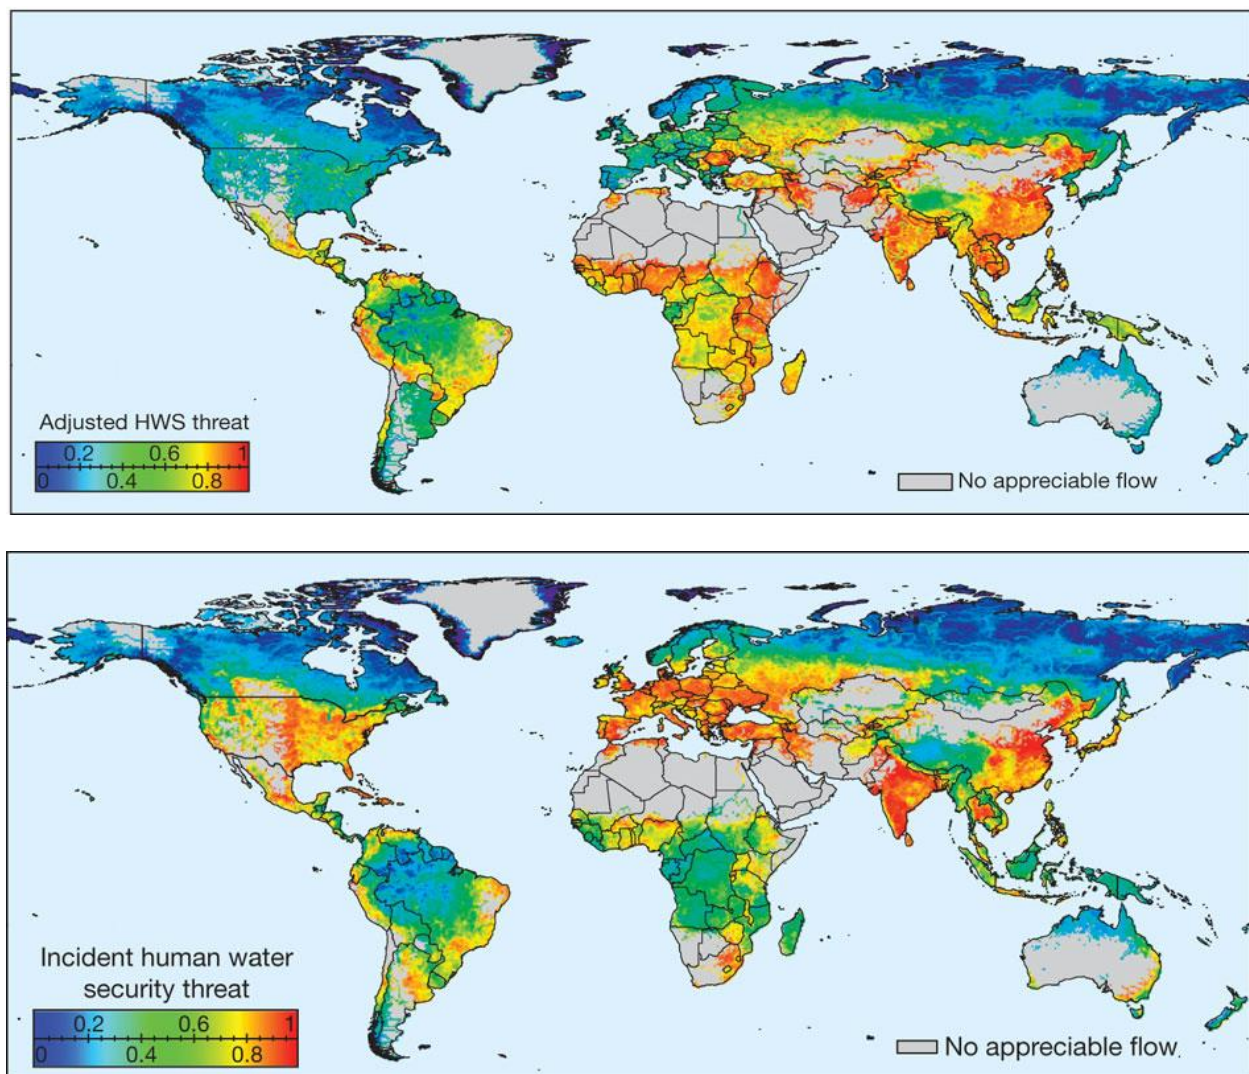 Adjusted HWS threat
0.2 0.6 1
0 0.4 0.8
No appreciable flow
Incident human water
security threat
0.2 0.6 1
0 0.4 0.8
No appreciable flow